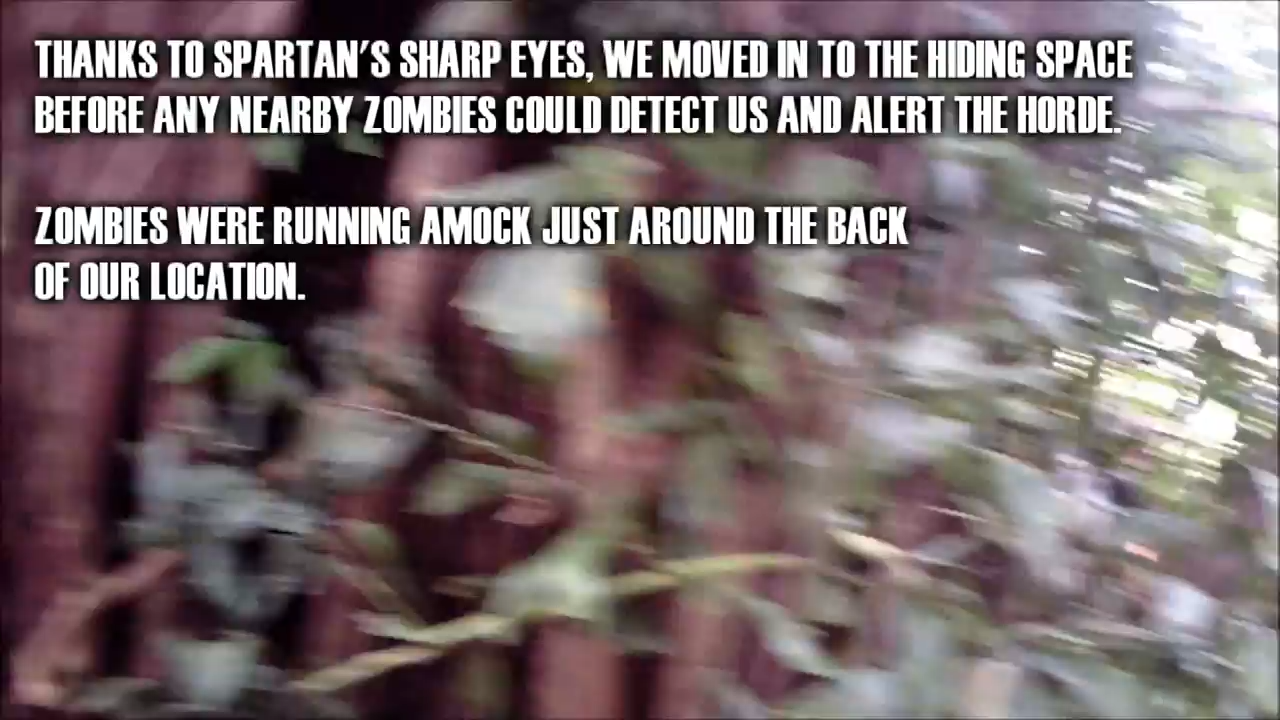 THANKS TO SPARTAN'S SHARP EYES, WE MOVED IN TO THE HIDING SPACE
BEFORE ANY NEARBY ZOMBIES COULD DETECT US AND ALERT THE HORDE.
ZOMBIES WERE RUNNING AMOCK JUST AROUND THE BACK
OF OUR LOCATION.